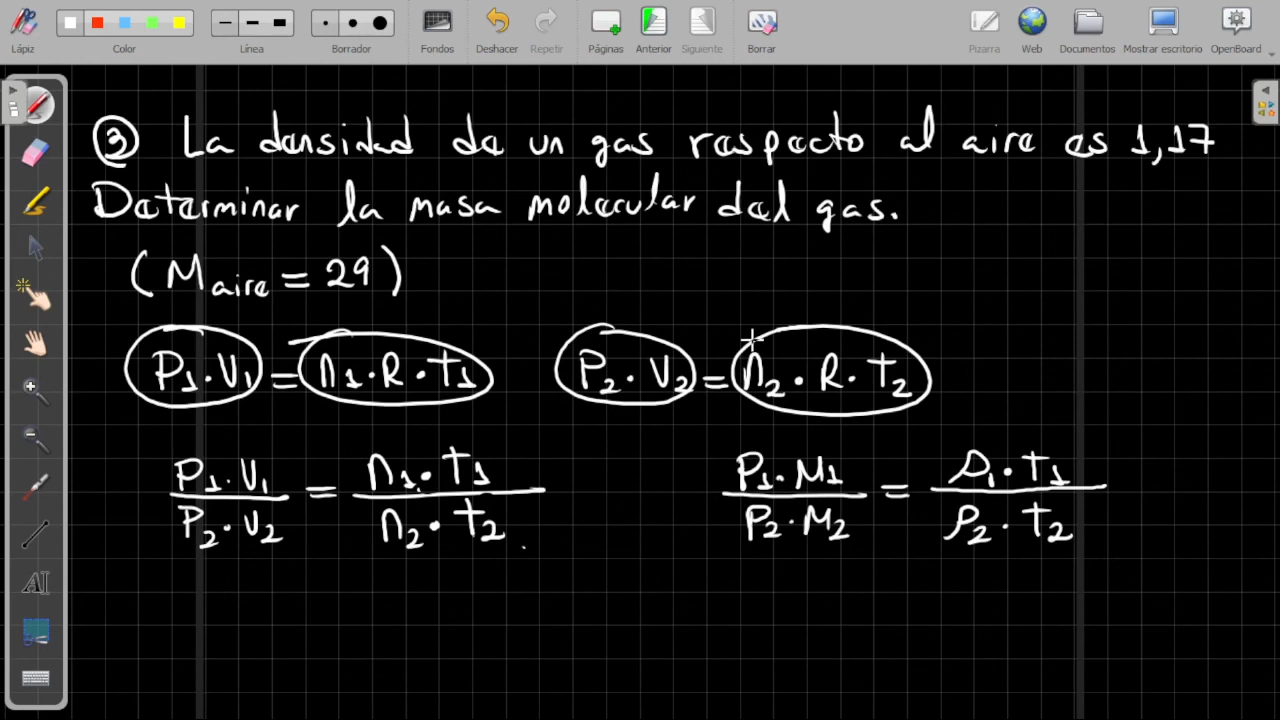 Lápiz Color Línea Borrador Fondos Deshacer Repetir Páginas Anterior Siguiente Borrar Pizarra Web Documentos Mostrar escritorio OpenBoard
③ La densidad de un gas respecto al aire es 1,17
Determinar la masa molecular del gas.
(M aire = 29)
P1·V1 = n1·R·T1 P2·V2 = n2·R·T2
P1·V1 / P2·V2 = n1·T1 / n2·T2 P1·M1 / P2·M2 = ρ1·T1 / ρ2·T2
AI